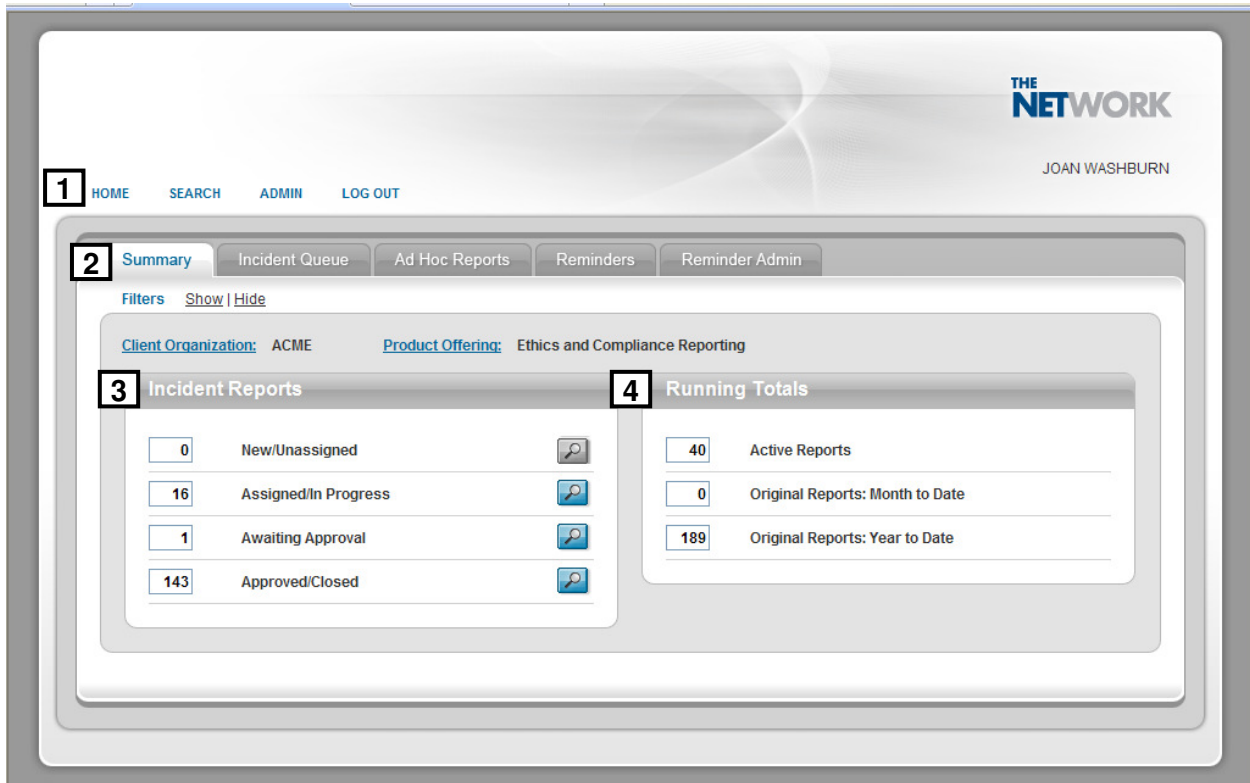 THE
NETWORK
JOAN WASHBURN
1 HOME SEARCH ADMIN LOG OUT
2 Summary Incident Queue Ad Hoc Reports Reminders Reminder Admin
Filters Show | Hide
Client Organization: ACME Product Offering: Ethics and Compliance Reporting
3 Incident Reports
0 New/Unassigned
16 Assigned/In Progress
1 Awaiting Approval
143 Approved/Closed
4 Running Totals
40 Active Reports
0 Original Reports: Month to Date
189 Original Reports: Year to Date